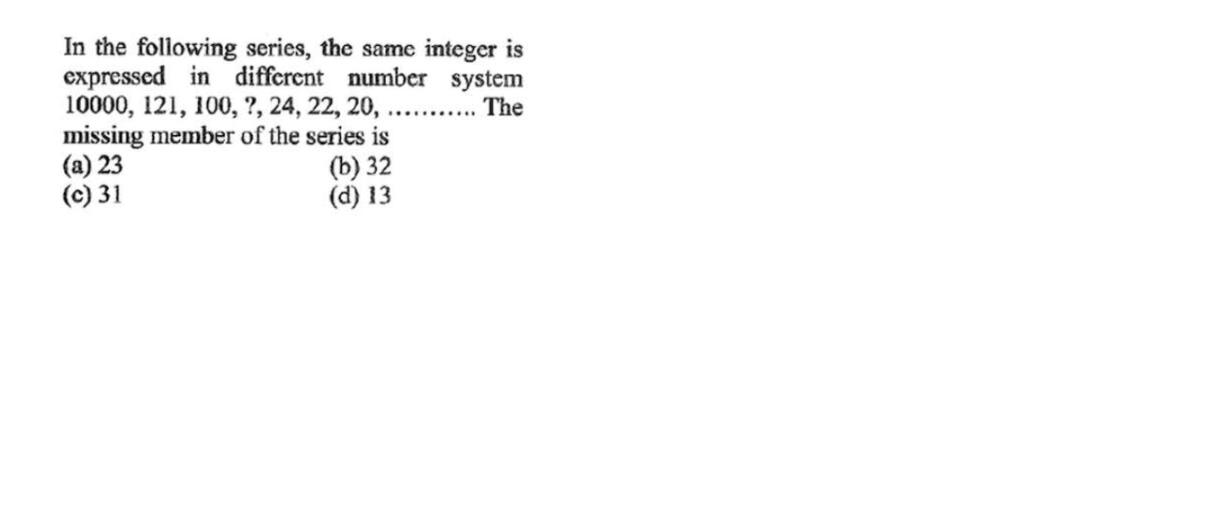 In the following series, the same integer is
expressed in different number system
10000, 121, 100, ?, 24, 22, 20, ........... The
missing member of the series is
(a) 23 (b) 32
(c) 31 (d) 13